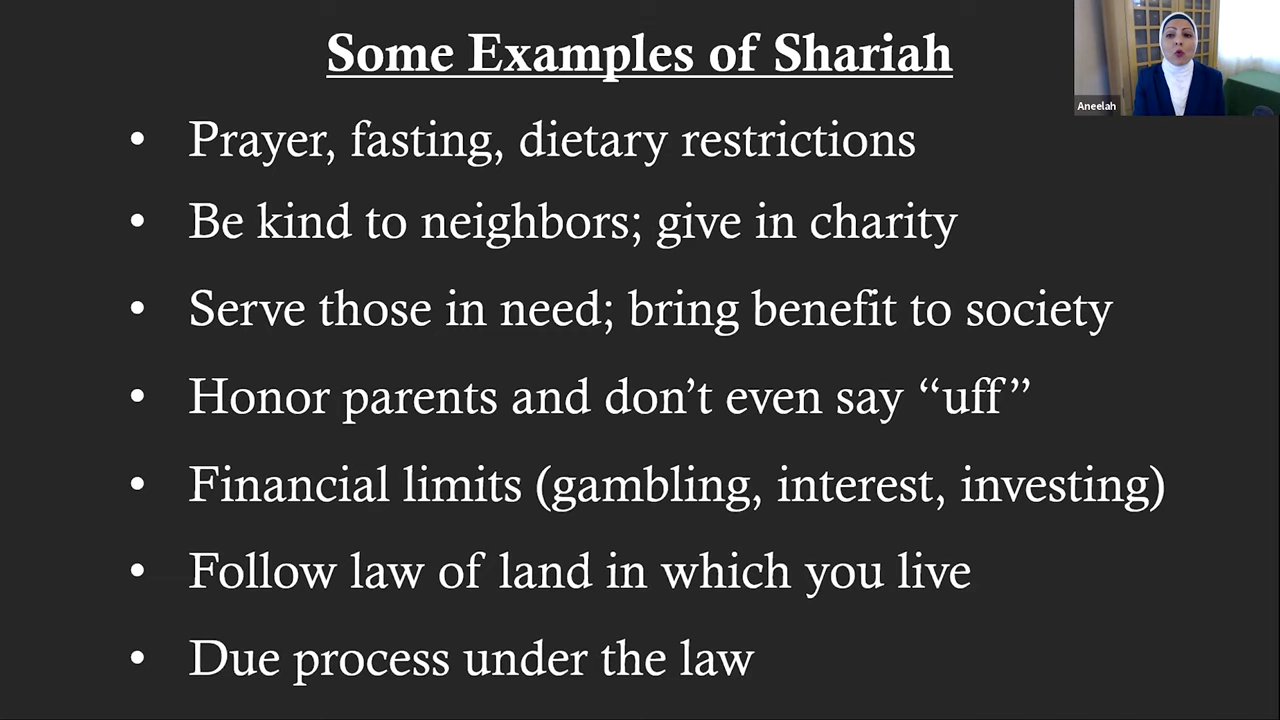 Some Examples of Shariah
Aneelah
• Prayer, fasting, dietary restrictions
• Be kind to neighbors; give in charity
• Serve those in need; bring benefit to society
• Honor parents and don’t even say “uff”
• Financial limits (gambling, interest, investing)
• Follow law of land in which you live
• Due process under the law